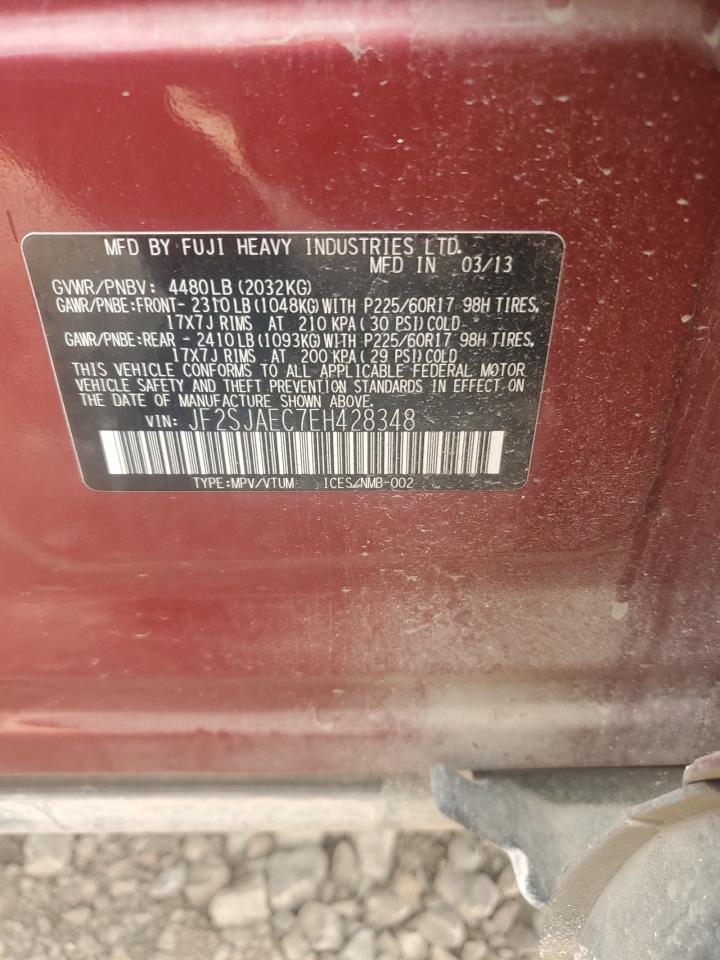 MFD BY FUJI HEAVY INDUSTRIES LTD.
MFD IN 03/13
GVWR/PNBV: 4480LB (2032KG)
GAWR/PNBE:FRONT- 2310LB (1048KG) WITH P225/60R17 98H TIRES,
17X7J RIMS AT 210 KPA ( 30 PSI) COLD
GAWR/PNBE:REAR - 2410LB (1093KG) WITH P225/60R17 98H TIRES,
17X7J RIMS AT 200 KPA ( 29 PSI) COLD
THIS VEHICLE CONFORMS TO ALL APPLICABLE FEDERAL MOTOR
VEHICLE SAFETY AND THEFT PREVENTION STANDARDS IN EFFECT ON
THE DATE OF MANUFACTURE SHOWN ABOVE.
VIN: JF2SJAEC7EH428348
TYPE:MPV/VTUM ICES/NMB-002